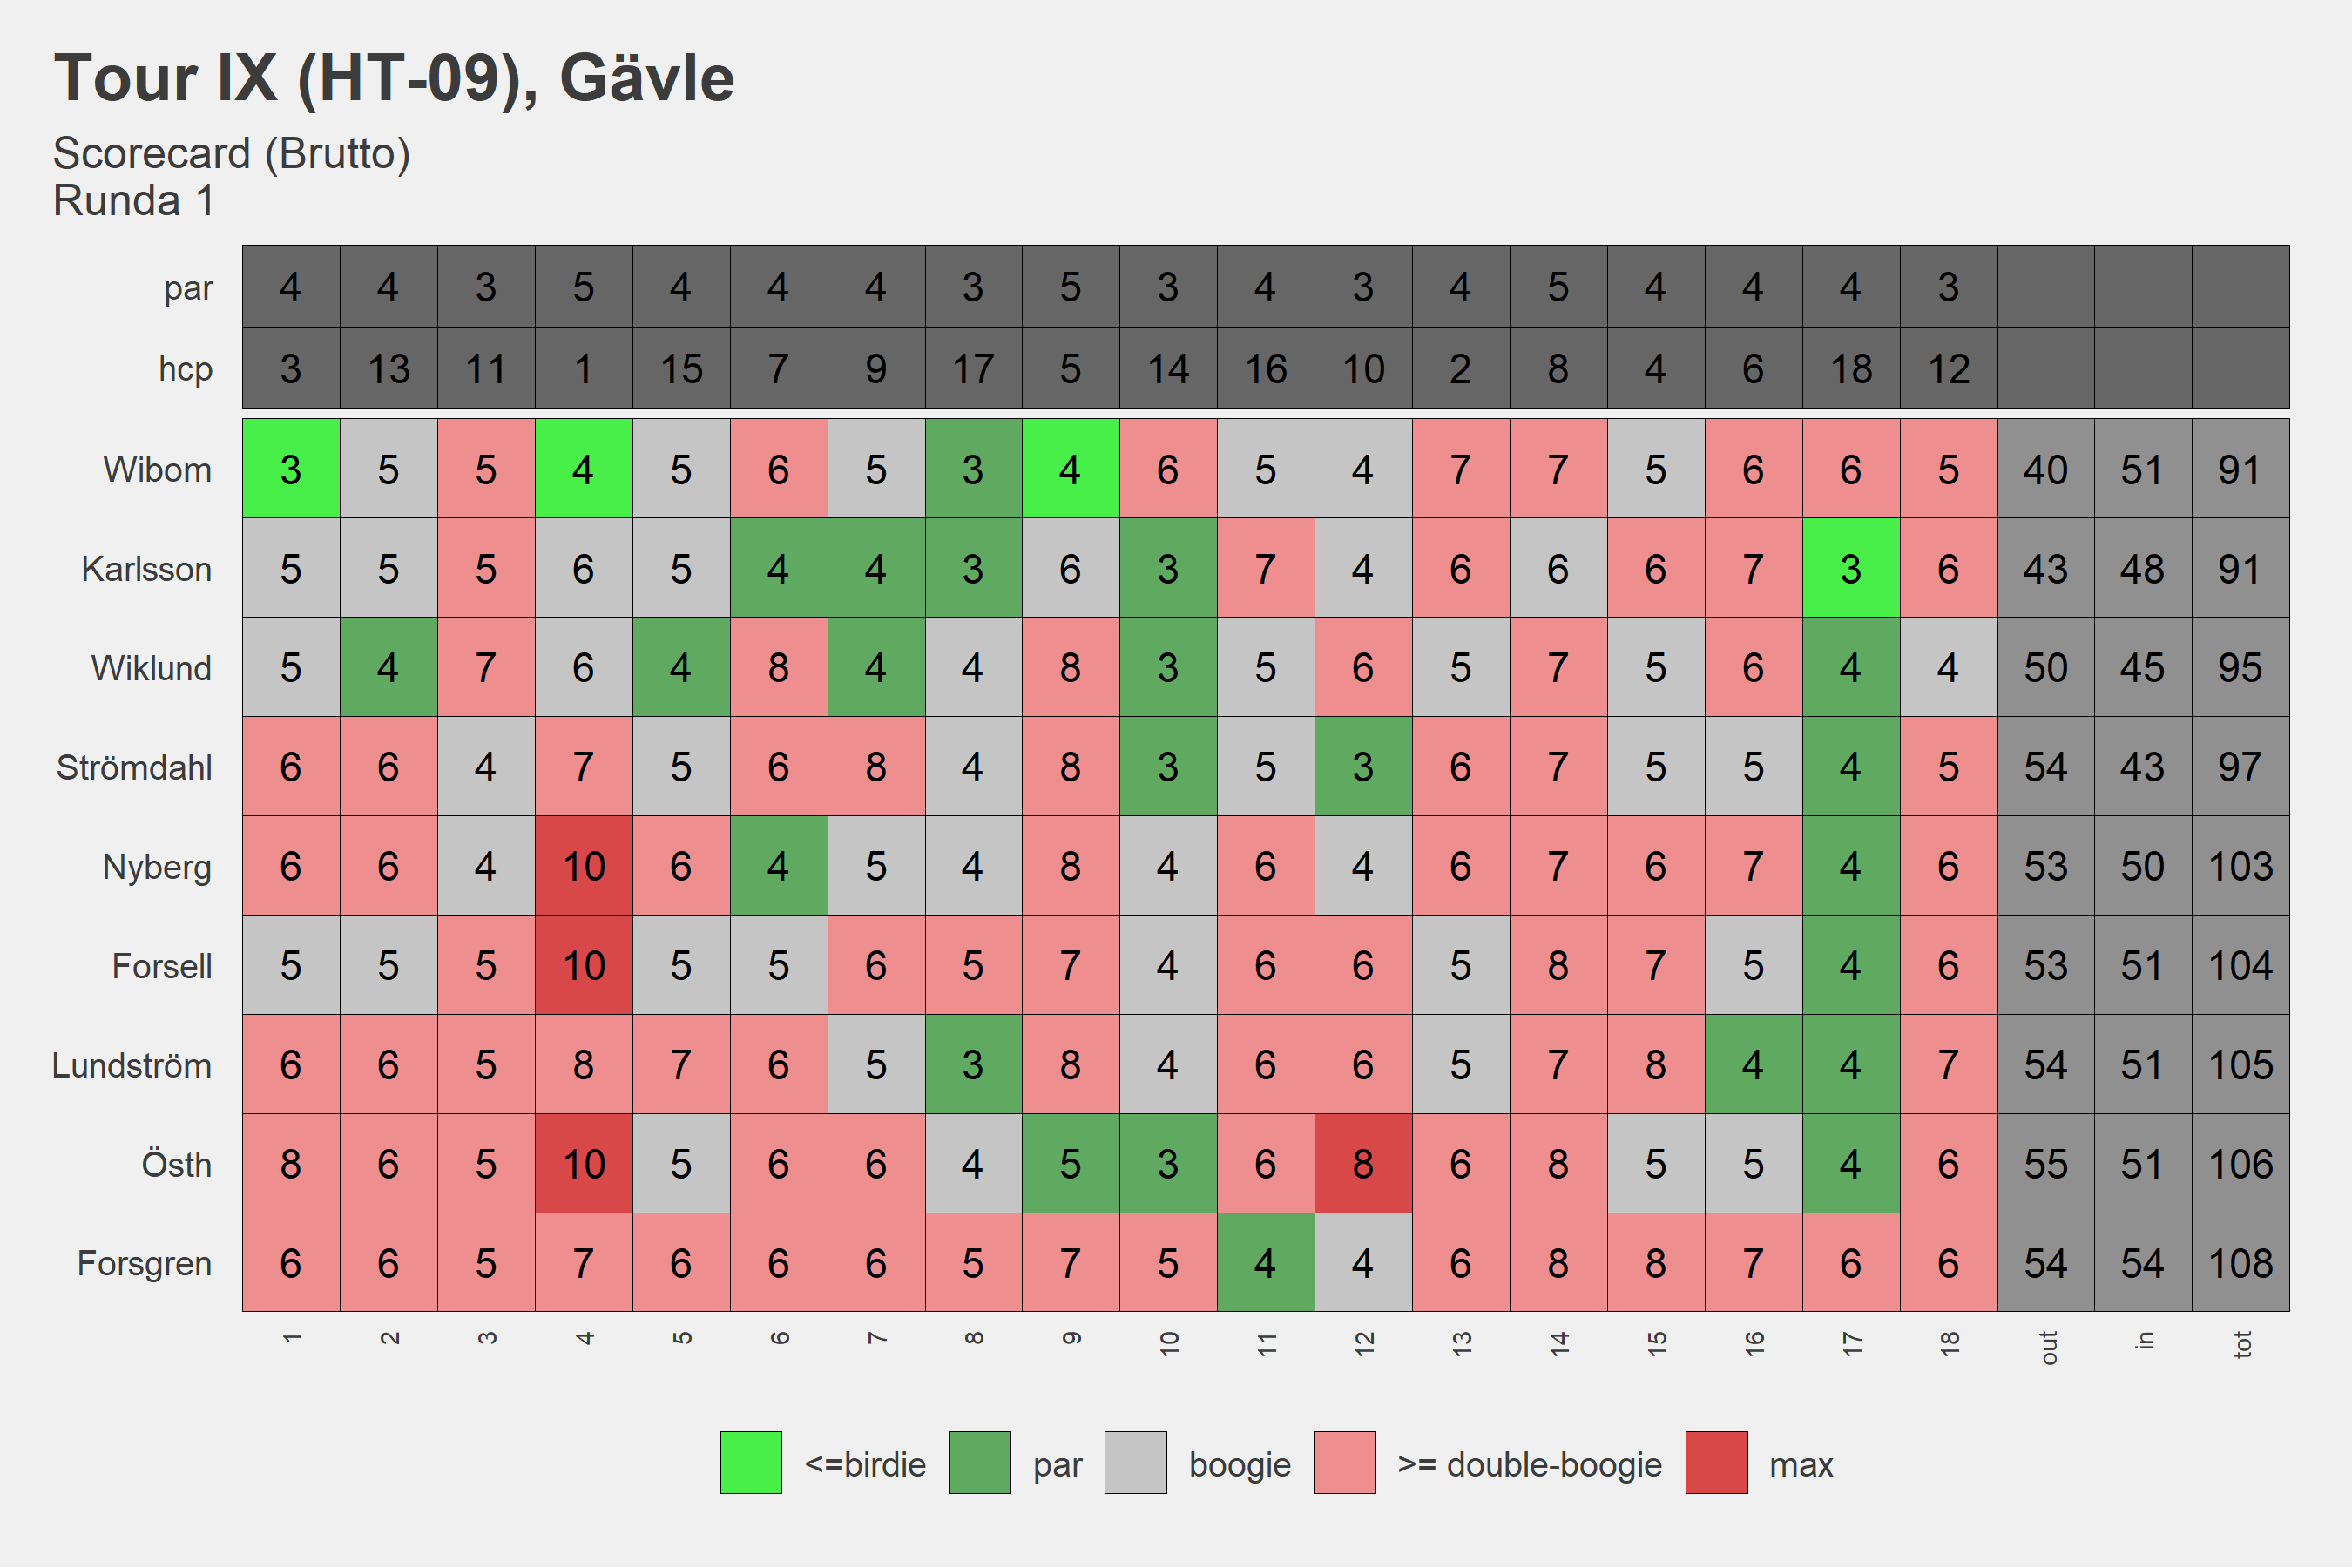 Tour IX (HT-09), Gävle
Scorecard (Brutto)
Runda 1
par 4 4 3 5 4 4 4 3 5 3 4 3 4 5 4 4 4 3
hcp 3 13 11 1 15 7 9 17 5 14 16 10 2 8 4 6 18 12
Wibom 3 5 5 4 5 6 5 3 4 6 5 4 7 7 5 6 6 5 40 51 91
Karlsson 5 5 5 6 5 4 4 3 6 3 7 4 6 6 6 7 3 6 43 48 91
Wiklund 5 4 7 6 4 8 4 4 8 3 5 6 5 7 5 6 4 4 50 45 95
Strömdahl 6 6 4 7 5 6 8 4 8 3 5 3 6 7 5 5 4 5 54 43 97
Nyberg 6 6 4 10 6 4 5 4 8 4 6 4 6 7 6 7 4 6 53 50 103
Forsell 5 5 5 10 5 5 6 5 7 4 6 6 5 8 7 5 4 6 53 51 104
Lundström 6 6 5 8 7 6 5 3 8 4 6 6 5 7 8 4 4 7 54 51 105
Östh 8 6 5 10 5 6 6 4 5 3 6 8 6 8 5 5 4 6 55 51 106
Forsgren 6 6 5 7 6 6 6 5 7 5 4 4 6 8 8 7 6 6 54 54 108
1 2 3 4 5 6 7 8 9 10 11 12 13 14 15 16 17 18 out in tot
<=birdie par boogie >= double-boogie max